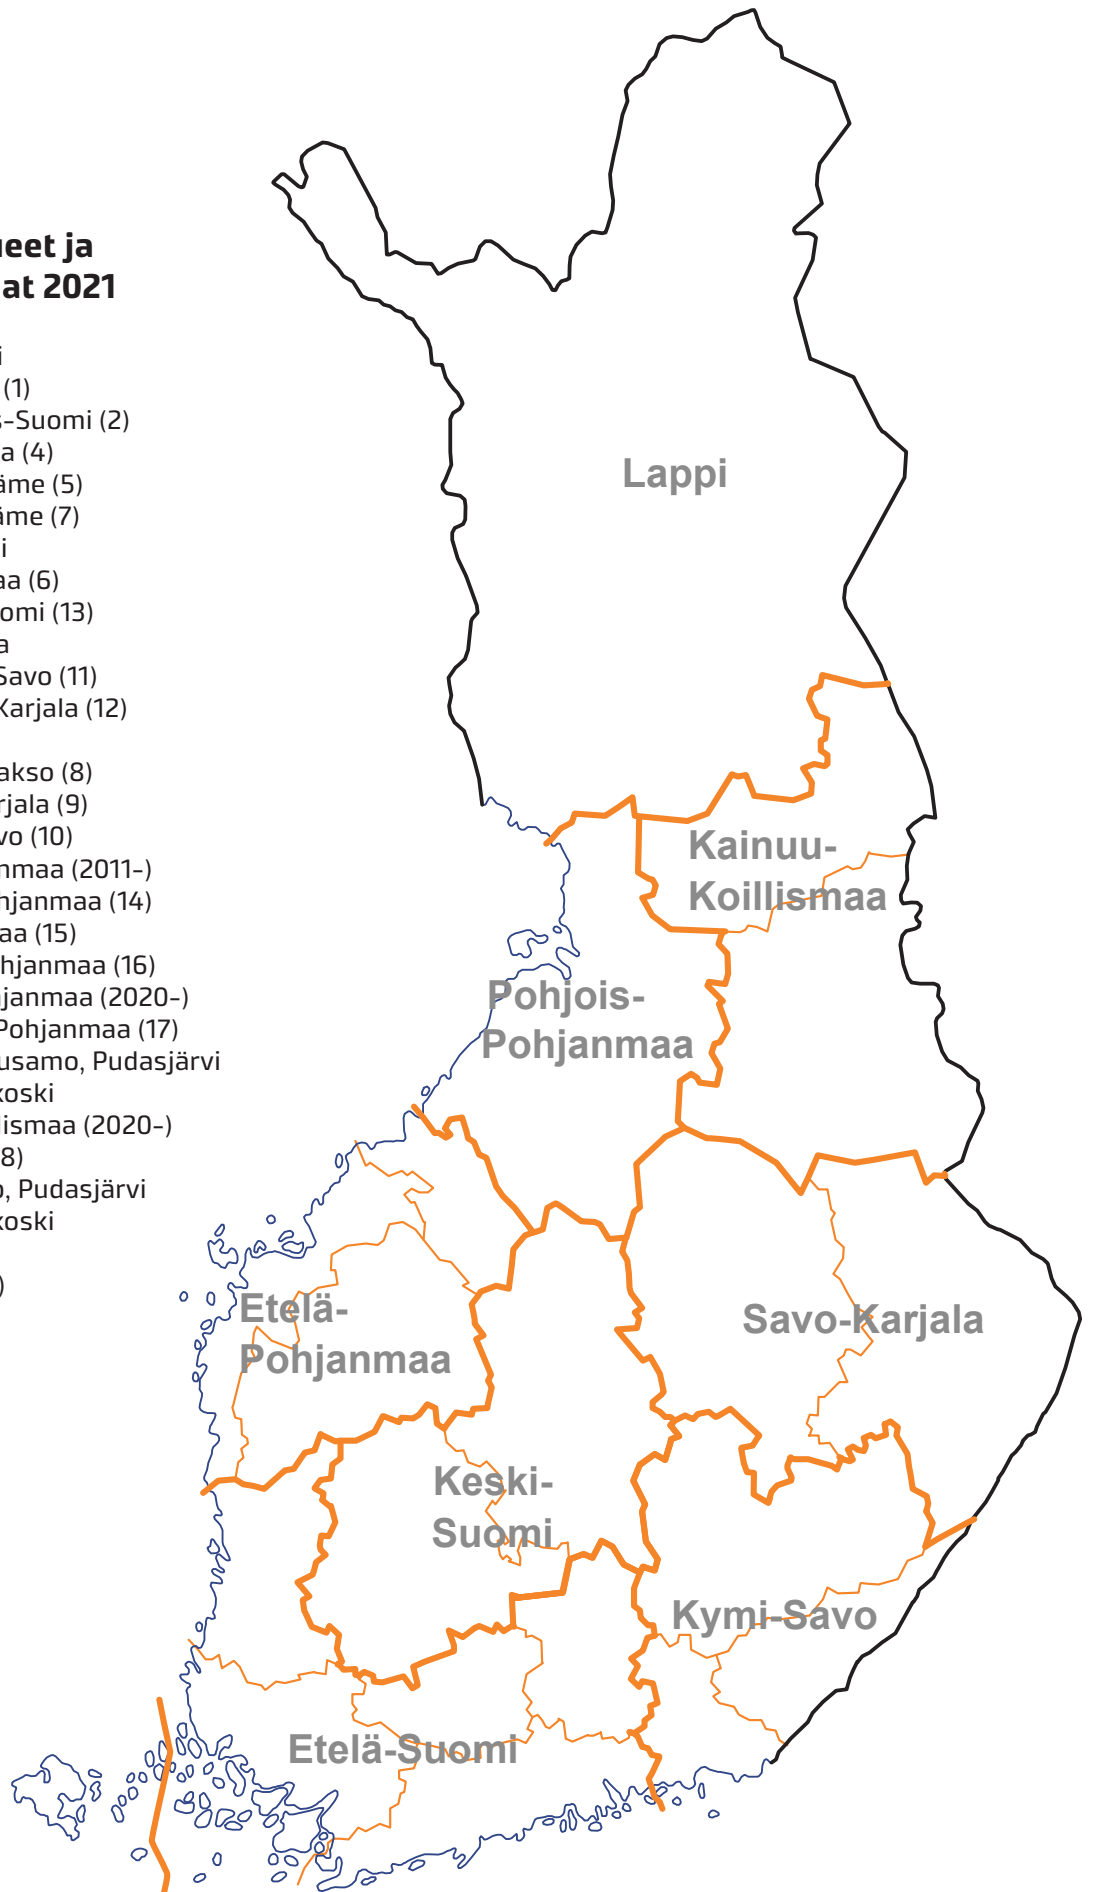 ueet ja
at 2021
i
(1)
s-Suomi (2)
a (4)
äme (5)
äme (7)
i
aa (6)
omi (13)
a
Savo (11)
Karjala (12)
akso (8)
rjala (9)
vo (10)
nmaa (2011-)
hjanmaa (14)
aa (15)
hjanmaa (16)
janmaa (2020-)
Pohjanmaa (17)
usamo, Pudasjärvi
koski
lismaa (2020-)
8)
o, Pudasjärvi
koski
)
Lappi
Kainuu-
Koillismaa
Pohjois-
Pohjanmaa
Etelä-
Pohjanmaa
Savo-Karjala
Keski-
Suomi
Kymi-Savo
Etelä-Suomi